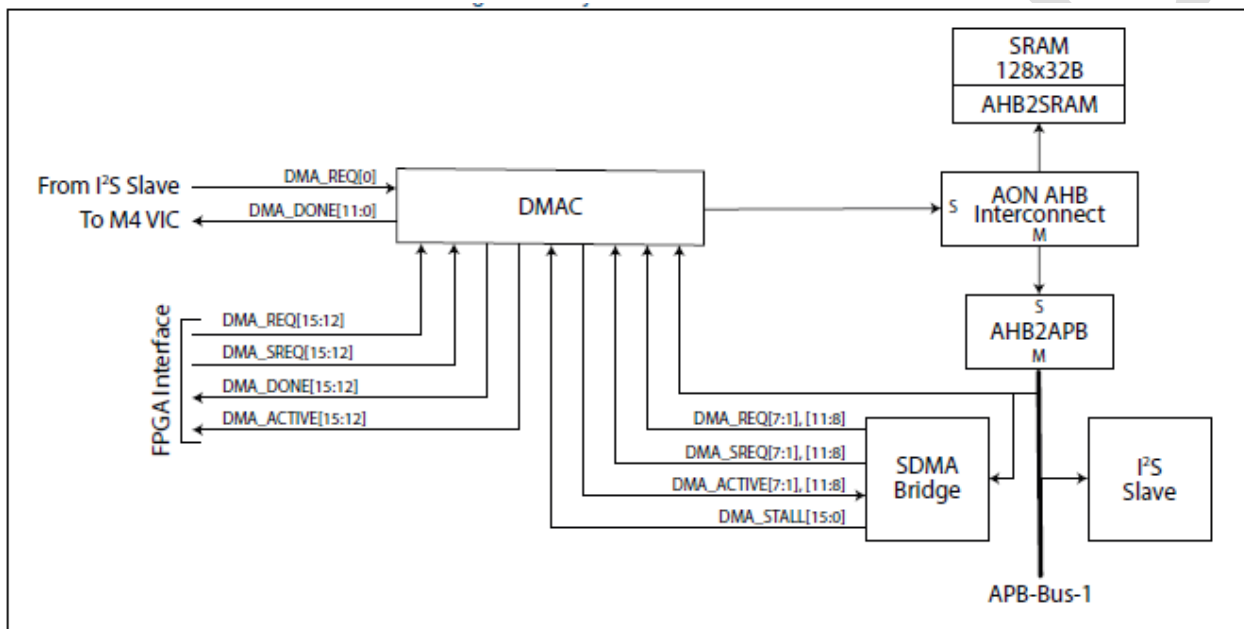 SRAM
128x32B
AHB2SRAM
From I²S Slave
DMA_REQ[0]
To M4 VIC
DMA_DONE[11:0]
DMAC
S
AON AHB
Interconnect
M
FPGA Interface
DMA_REQ[15:12]
DMA_SREQ[15:12]
DMA_DONE[15:12]
DMA_ACTIVE[15:12]
S
AHB2APB
M
DMA_REQ[7:1], [11:8]
DMA_SREQ[7:1], [11:8]
DMA_ACTIVE[7:1], [11:8]
DMA_STALL[15:0]
SDMA
Bridge
I²S
Slave
APB-Bus-1